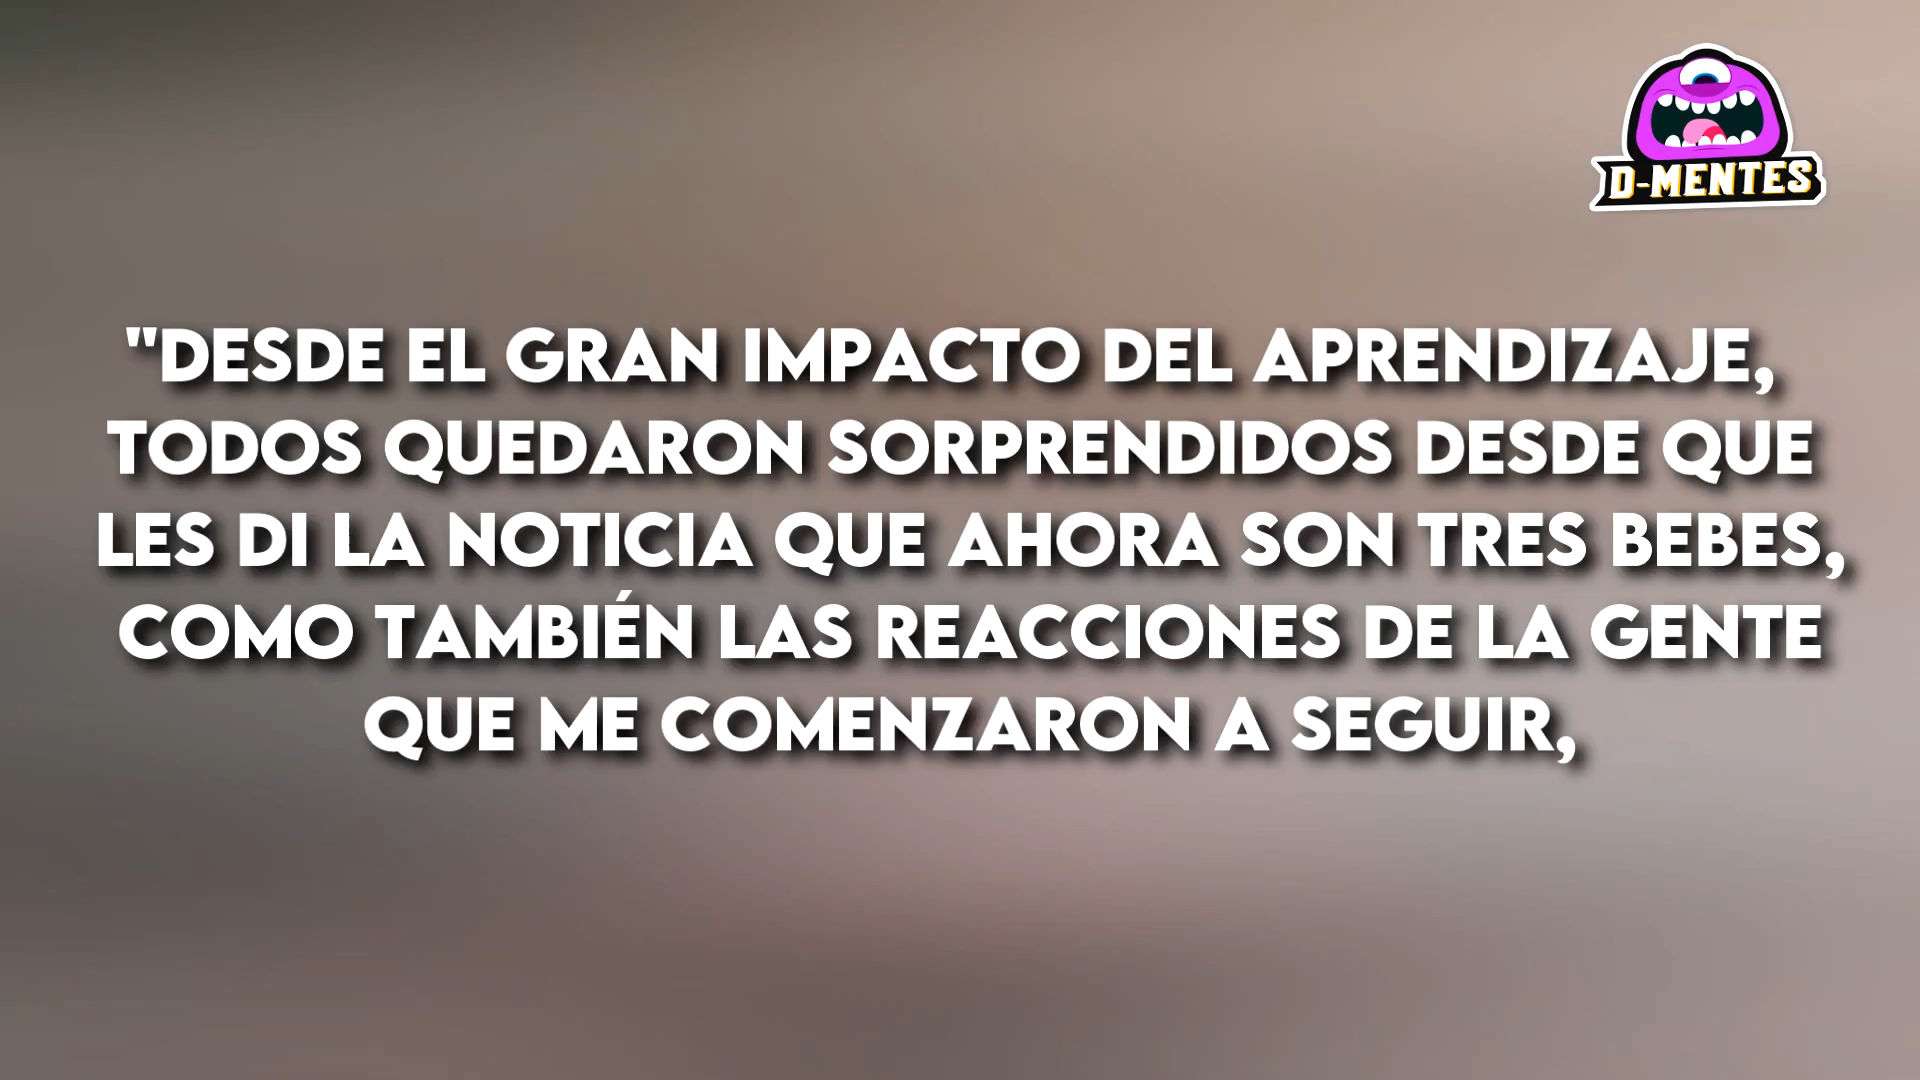 D-MENTES
"DESDE EL GRAN IMPACTO DEL APRENDIZAJE,
TODOS QUEDARON SORPRENDIDOS DESDE QUE
LES DI LA NOTICIA QUE AHORA SON TRES BEBES,
COMO TAMBIÉN LAS REACCIONES DE LA GENTE
QUE ME COMENZARON A SEGUIR,